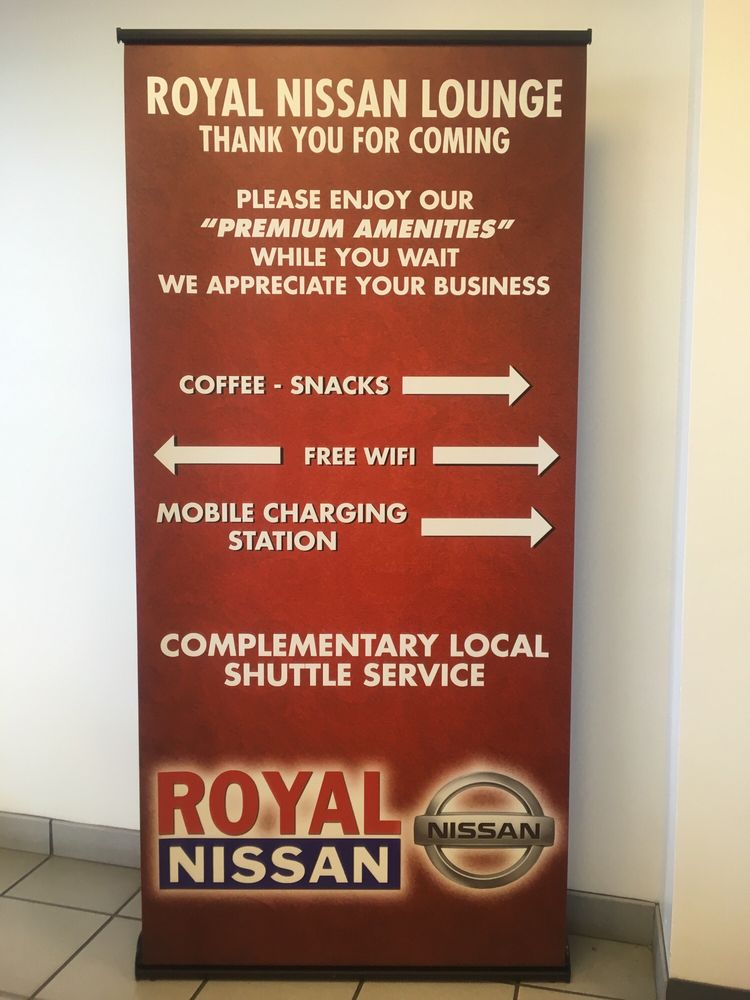 ROYAL NISSAN LOUNGE
THANK YOU FOR COMING
PLEASE ENJOY OUR
"PREMIUM AMENITIES"
WHILE YOU WAIT
WE APPRECIATE YOUR BUSINESS
COFFEE - SNACKS
FREE WIFI
MOBILE CHARGING
STATION
COMPLEMENTARY LOCAL
SHUTTLE SERVICE
ROYAL
NISSAN
NISSAN